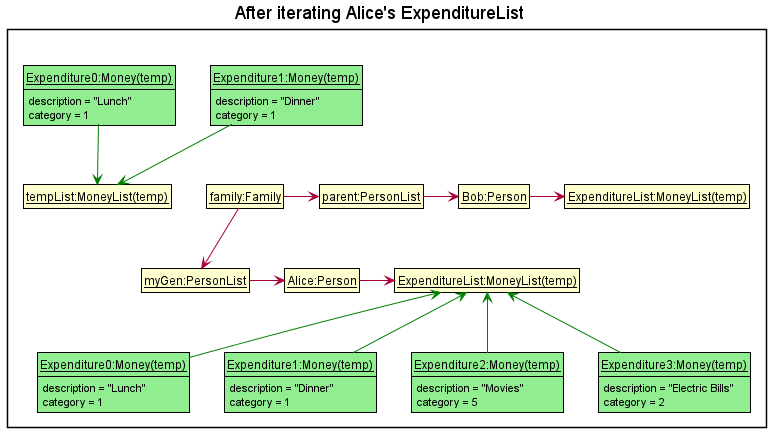 After iterating Alice's ExpenditureList
Expenditure0:Money(temp)
description = "Lunch"
category = 1
Expenditure1:Money(temp)
description = "Dinner"
category = 1
tempList:MoneyList(temp)
family:Family
parent:PersonList
Bob:Person
ExpenditureList:MoneyList(temp)
myGen:PersonList
Alice:Person
ExpenditureList:MoneyList(temp)
Expenditure0:Money(temp)
description = "Lunch"
category = 1
Expenditure1:Money(temp)
description = "Dinner"
category = 1
Expenditure2:Money(temp)
description = "Movies"
category = 5
Expenditure3:Money(temp)
description = "Electric Bills"
category = 2